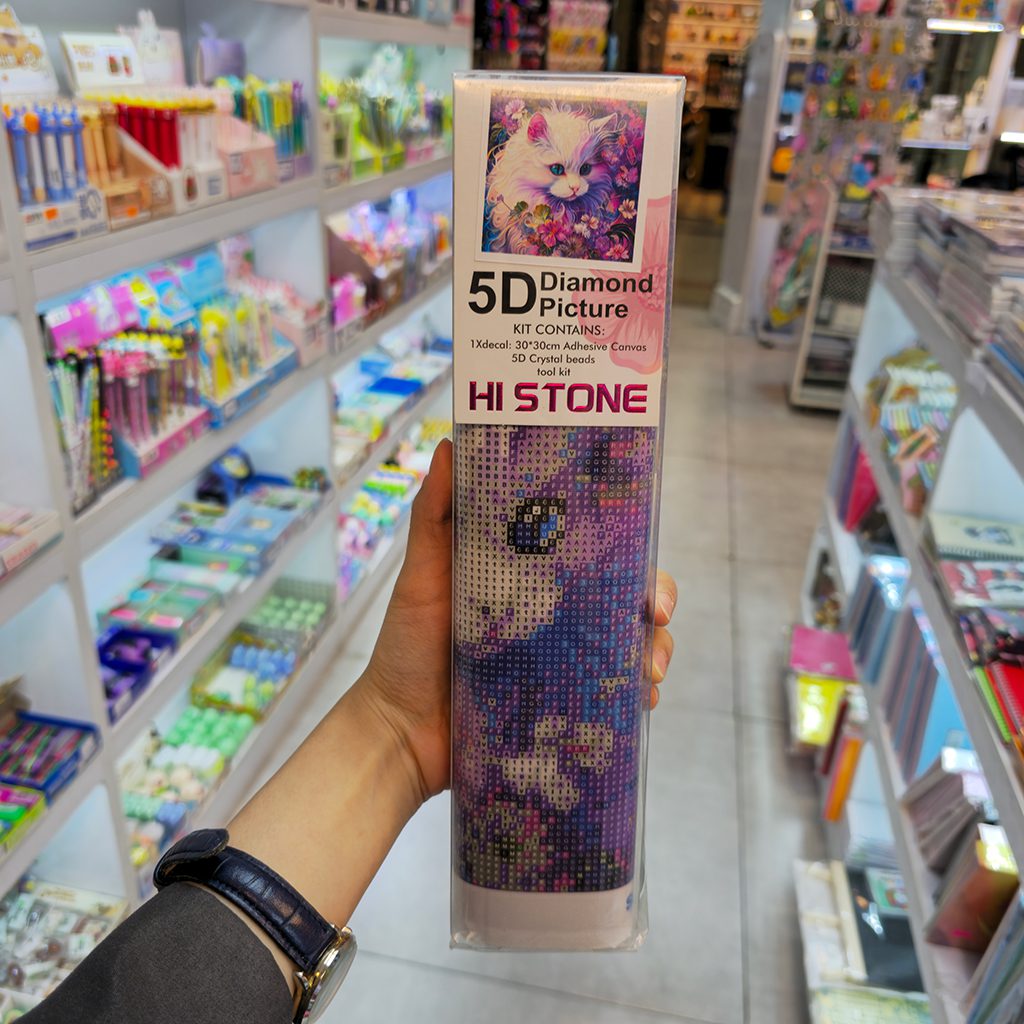 5D Diamond
Picture
KIT CONTAINS:
1Xdecal: 30*30cm Adhesive Canvas
5D Crystal beads
tool kit
HI STONE